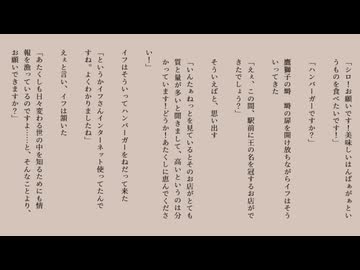 「シロ！お願いです！美味しいはんばぁがぁとい
うものを食べたいです！！」
「ハンバーガーですか？」
鷹獅子の騎　騎の扉を開け放ちながらイフはそう
いってきた
「えぇ、この間、駅前に王の名を冠するお店がで
きたでしょう？」
そういえばと、思い出す
「いんたぁねっとを見ているとそのお店がとても
質と量が多いと聞きまして、高いというのは分
かっています！どうか！あたくしに恵んでくださ
い！」
イフはそういってハンバーガーをねだって来た
「というかイフさんインターネット使ってたんで
すね。よくわかりましたね」
えぇと言い、イフは頷いた
「あたくしも日々変わる世の中を知るためにも情
報を漁っているのですよ……と、そんなことより、
お願いできますか？」